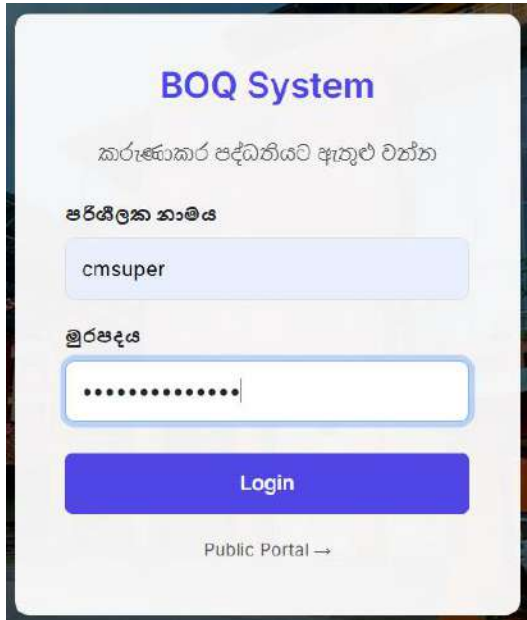 BOQ System
කරුණාකර පද්ධතියට ඇතුළු වන්න
පරිශීලක නාමය
cmsuper
මුරපදය
••••••••••••••
Login
Public Portal →